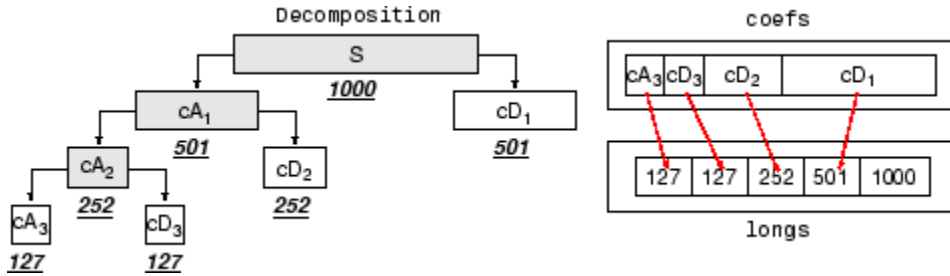 Decomposition
S
1000
cA1
501
cD1
501
cA2
252
cD2
252
cA3
127
cD3
127
coefs
cA3 cD3 cD2 cD1
127 127 252 501 1000
longs